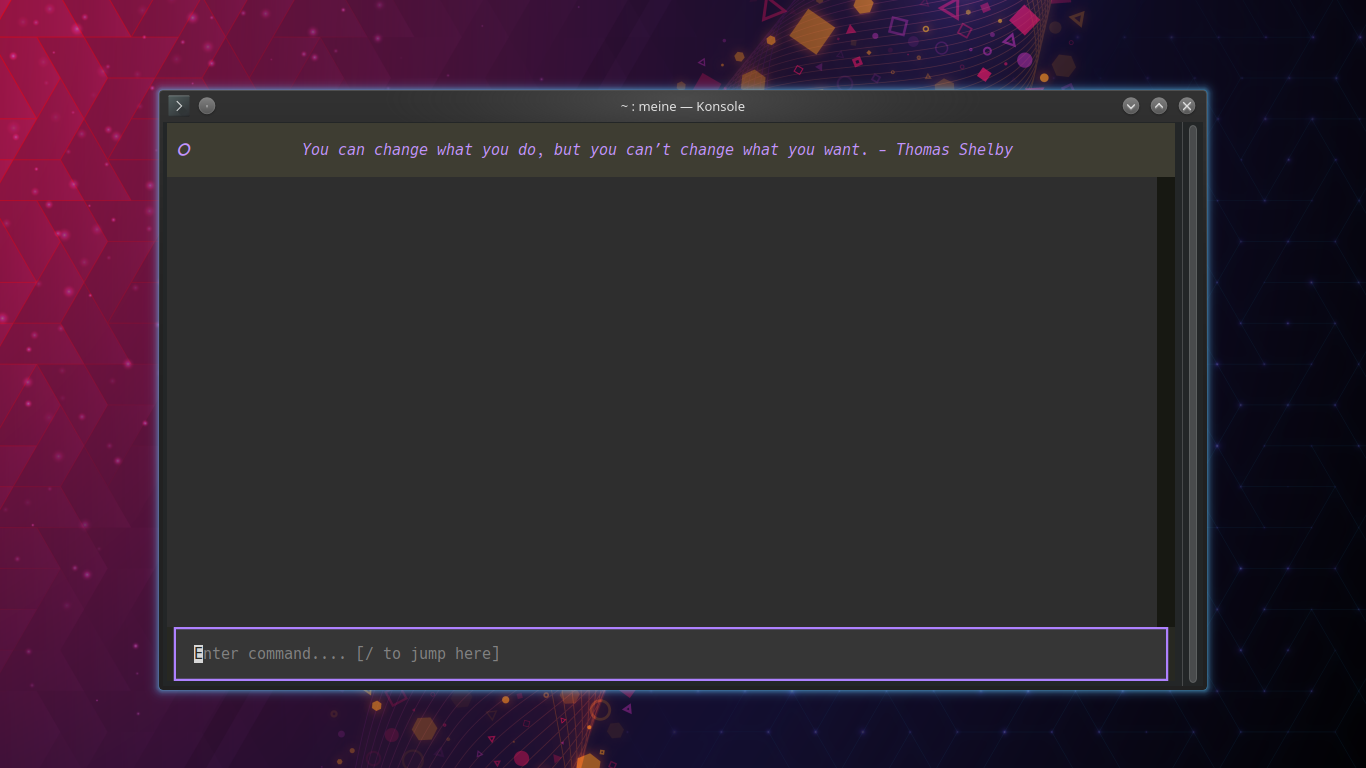 ~ : meine — Konsole
O You can change what you do, but you can’t change what you want. – Thomas Shelby
Enter command.... [/ to jump here]